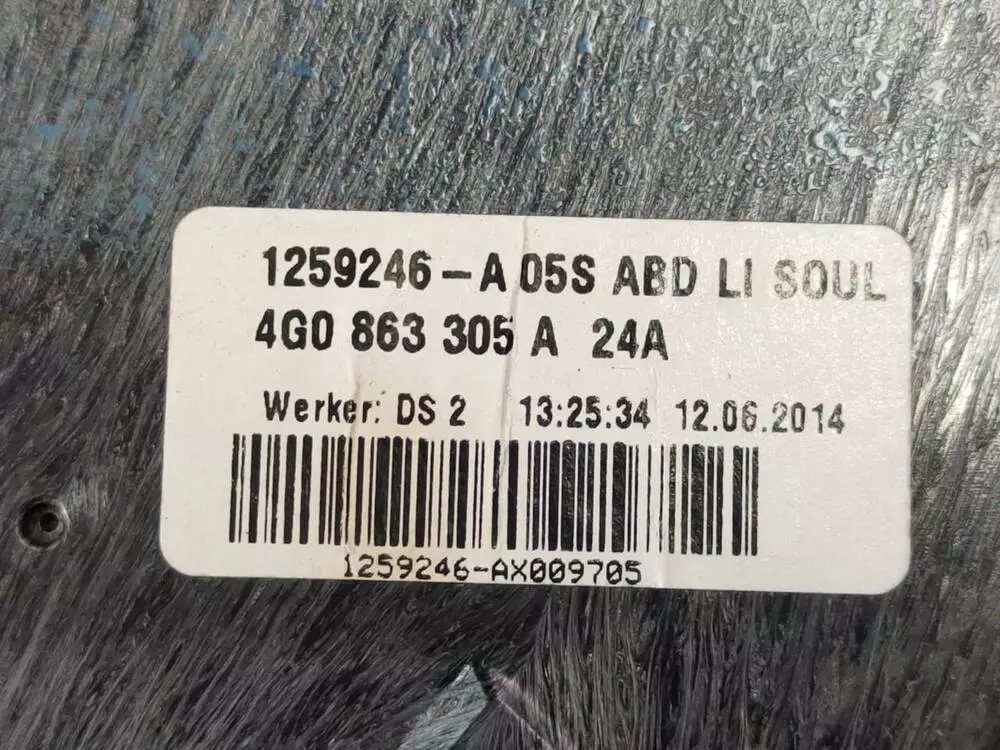 1259246-A 05S ABD LI SOUL
4G0 863 305 A 24A
Werker: DS 2 13:25:34 12.06.2014
1259246-AX009705